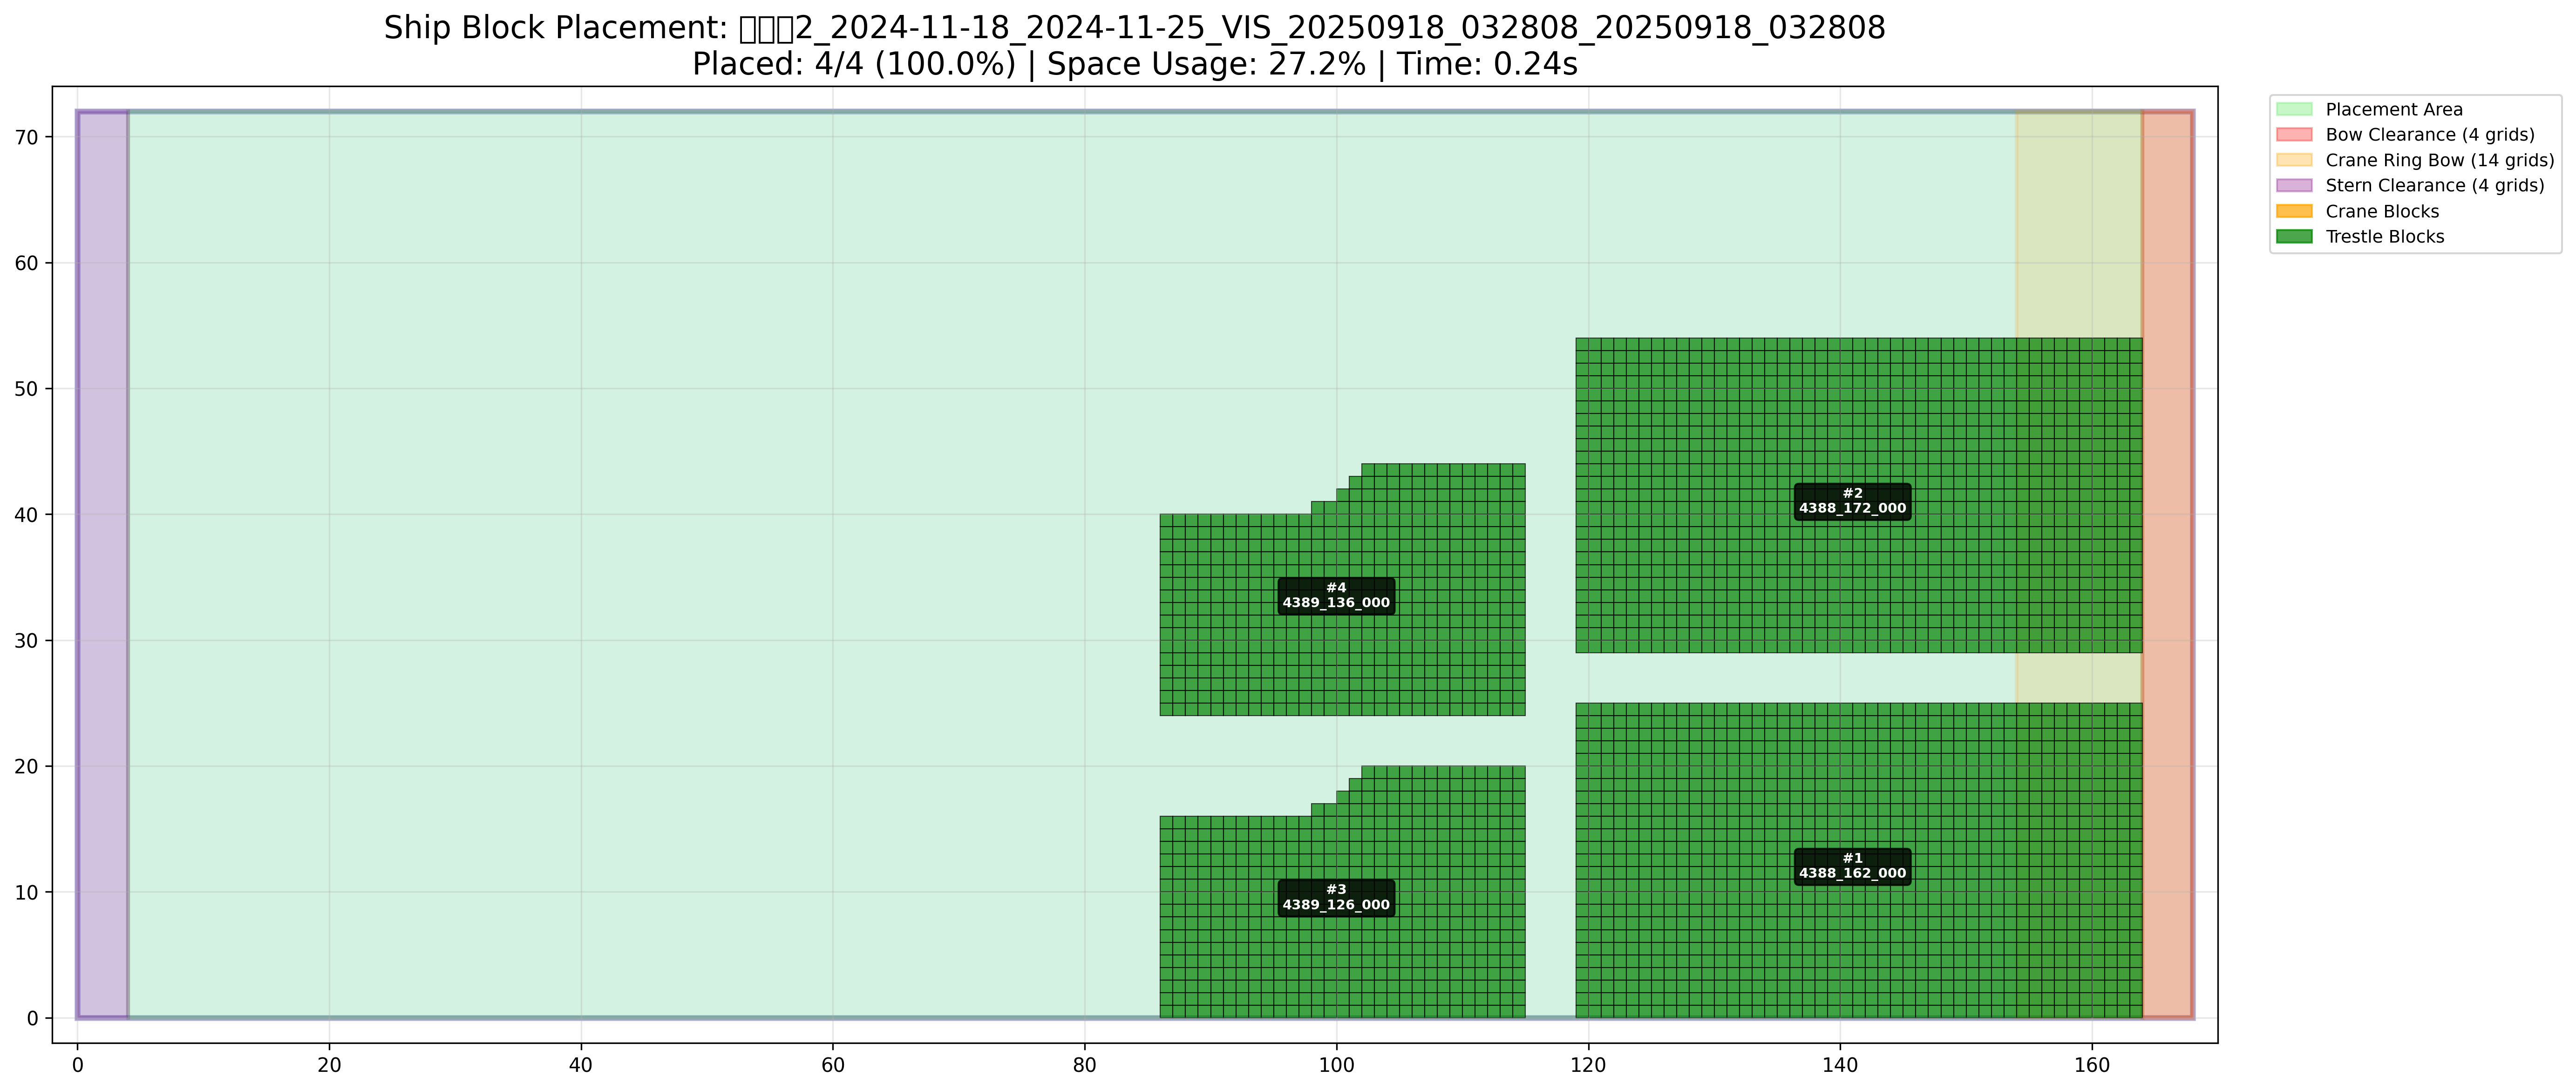 Ship Block Placement: 2_2024-11-18_2024-11-25_VIS_20250918_032808_20250918_032808
Placed: 4/4 (100.0%) | Space Usage: 27.2% | Time: 0.24s
Placement Area
Bow Clearance (4 grids)
Crane Ring Bow (14 grids)
Stern Clearance (4 grids)
Crane Blocks
Trestle Blocks
70
60
50
40
30
20
10
0
#2
4388_172_000
#4
4389_136_000
#1
4388_162_000
#3
4389_126_000
0 20 40 60 80 100 120 140 160